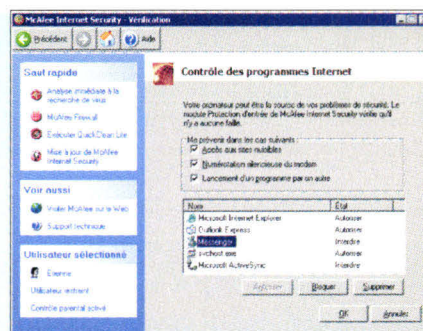 McAfee Internet Security - Vérification
Précédent
Aide
Saut rapide
Analyse immédiate à la
recherche de virus
McAfee Firewall
Exécuter QuickClean Lite
Mise à jour de McAfee
Internet Security
Voir aussi
Visiter McAfee sur le Web
Support technique
Utilisateur sélectionné
Etienne
Utilisateur restreint
Contrôle parental activé
Contrôle des programmes Internet
Votre ordinateur peut être la source de vos problèmes de sécurité. Le
module Protection d'entrée de McAfee Internet Security vérifie qu'il
n'y a aucune faille.
Me prévenir dans les cas suivants :
Accès aux sites nuisibles
Numérotation silencieuse du modem
Lancement d'un programme par un autre
Nom
État
Microsoft Internet Explorer
Autoriser
Outlook Express
Autoriser
Messenger
Interdire
svchost.exe
Autoriser
Microsoft ActiveSync
Interdire
Autoriser
Bloquer
Supprimer
OK
Annuler